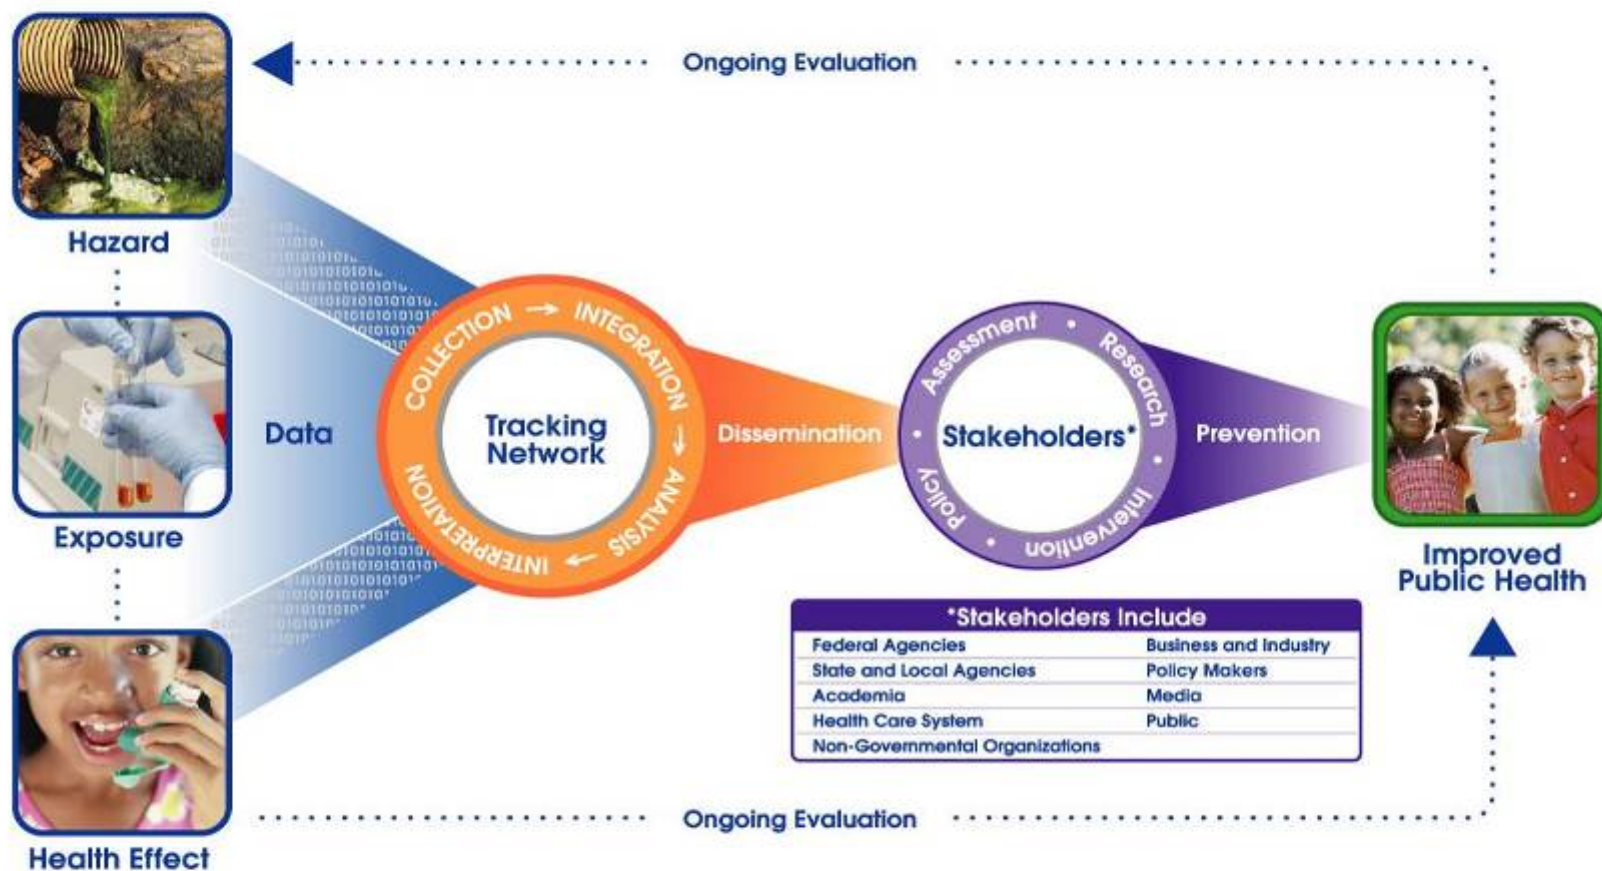 Ongoing Evaluation
Hazard
Exposure
Health Effect
Data
COLLECTION → INTEGRATION → ANALYSIS → INTERPRETATION
Tracking
Network
Dissemination
Assessment • Research • Intervention • Policy •
Stakeholders*
Prevention
Improved
Public Health
*Stakeholders Include
Federal Agencies Business and Industry
State and Local Agencies Policy Makers
Academia Media
Health Care System Public
Non-Governmental Organizations
Ongoing Evaluation